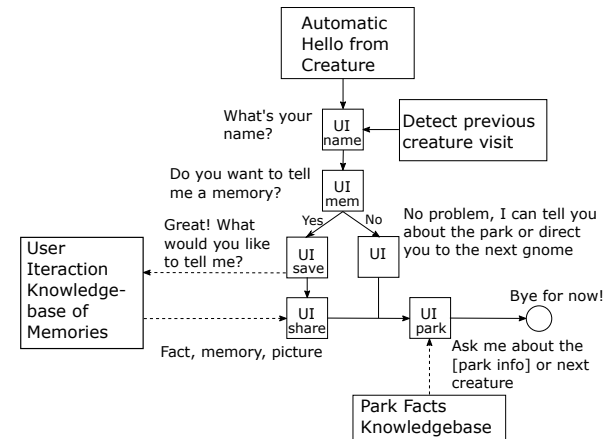 Automatic
Hello from
Creature
What's your
name?
UI
name
Detect previous
creature visit
Do you want to tell
me a memory?
UI
mem
Yes
No
Great! What
would you like
to tell me?
No problem, I can tell you
about the park or direct
you to the next gnome
User
Iteraction
Knowledge-
base of
Memories
UI
save
UI
UI
share
UI
park
Bye for now!
Fact, memory, picture
Ask me about the
[park info] or next
creature
Park Facts
Knowledgebase